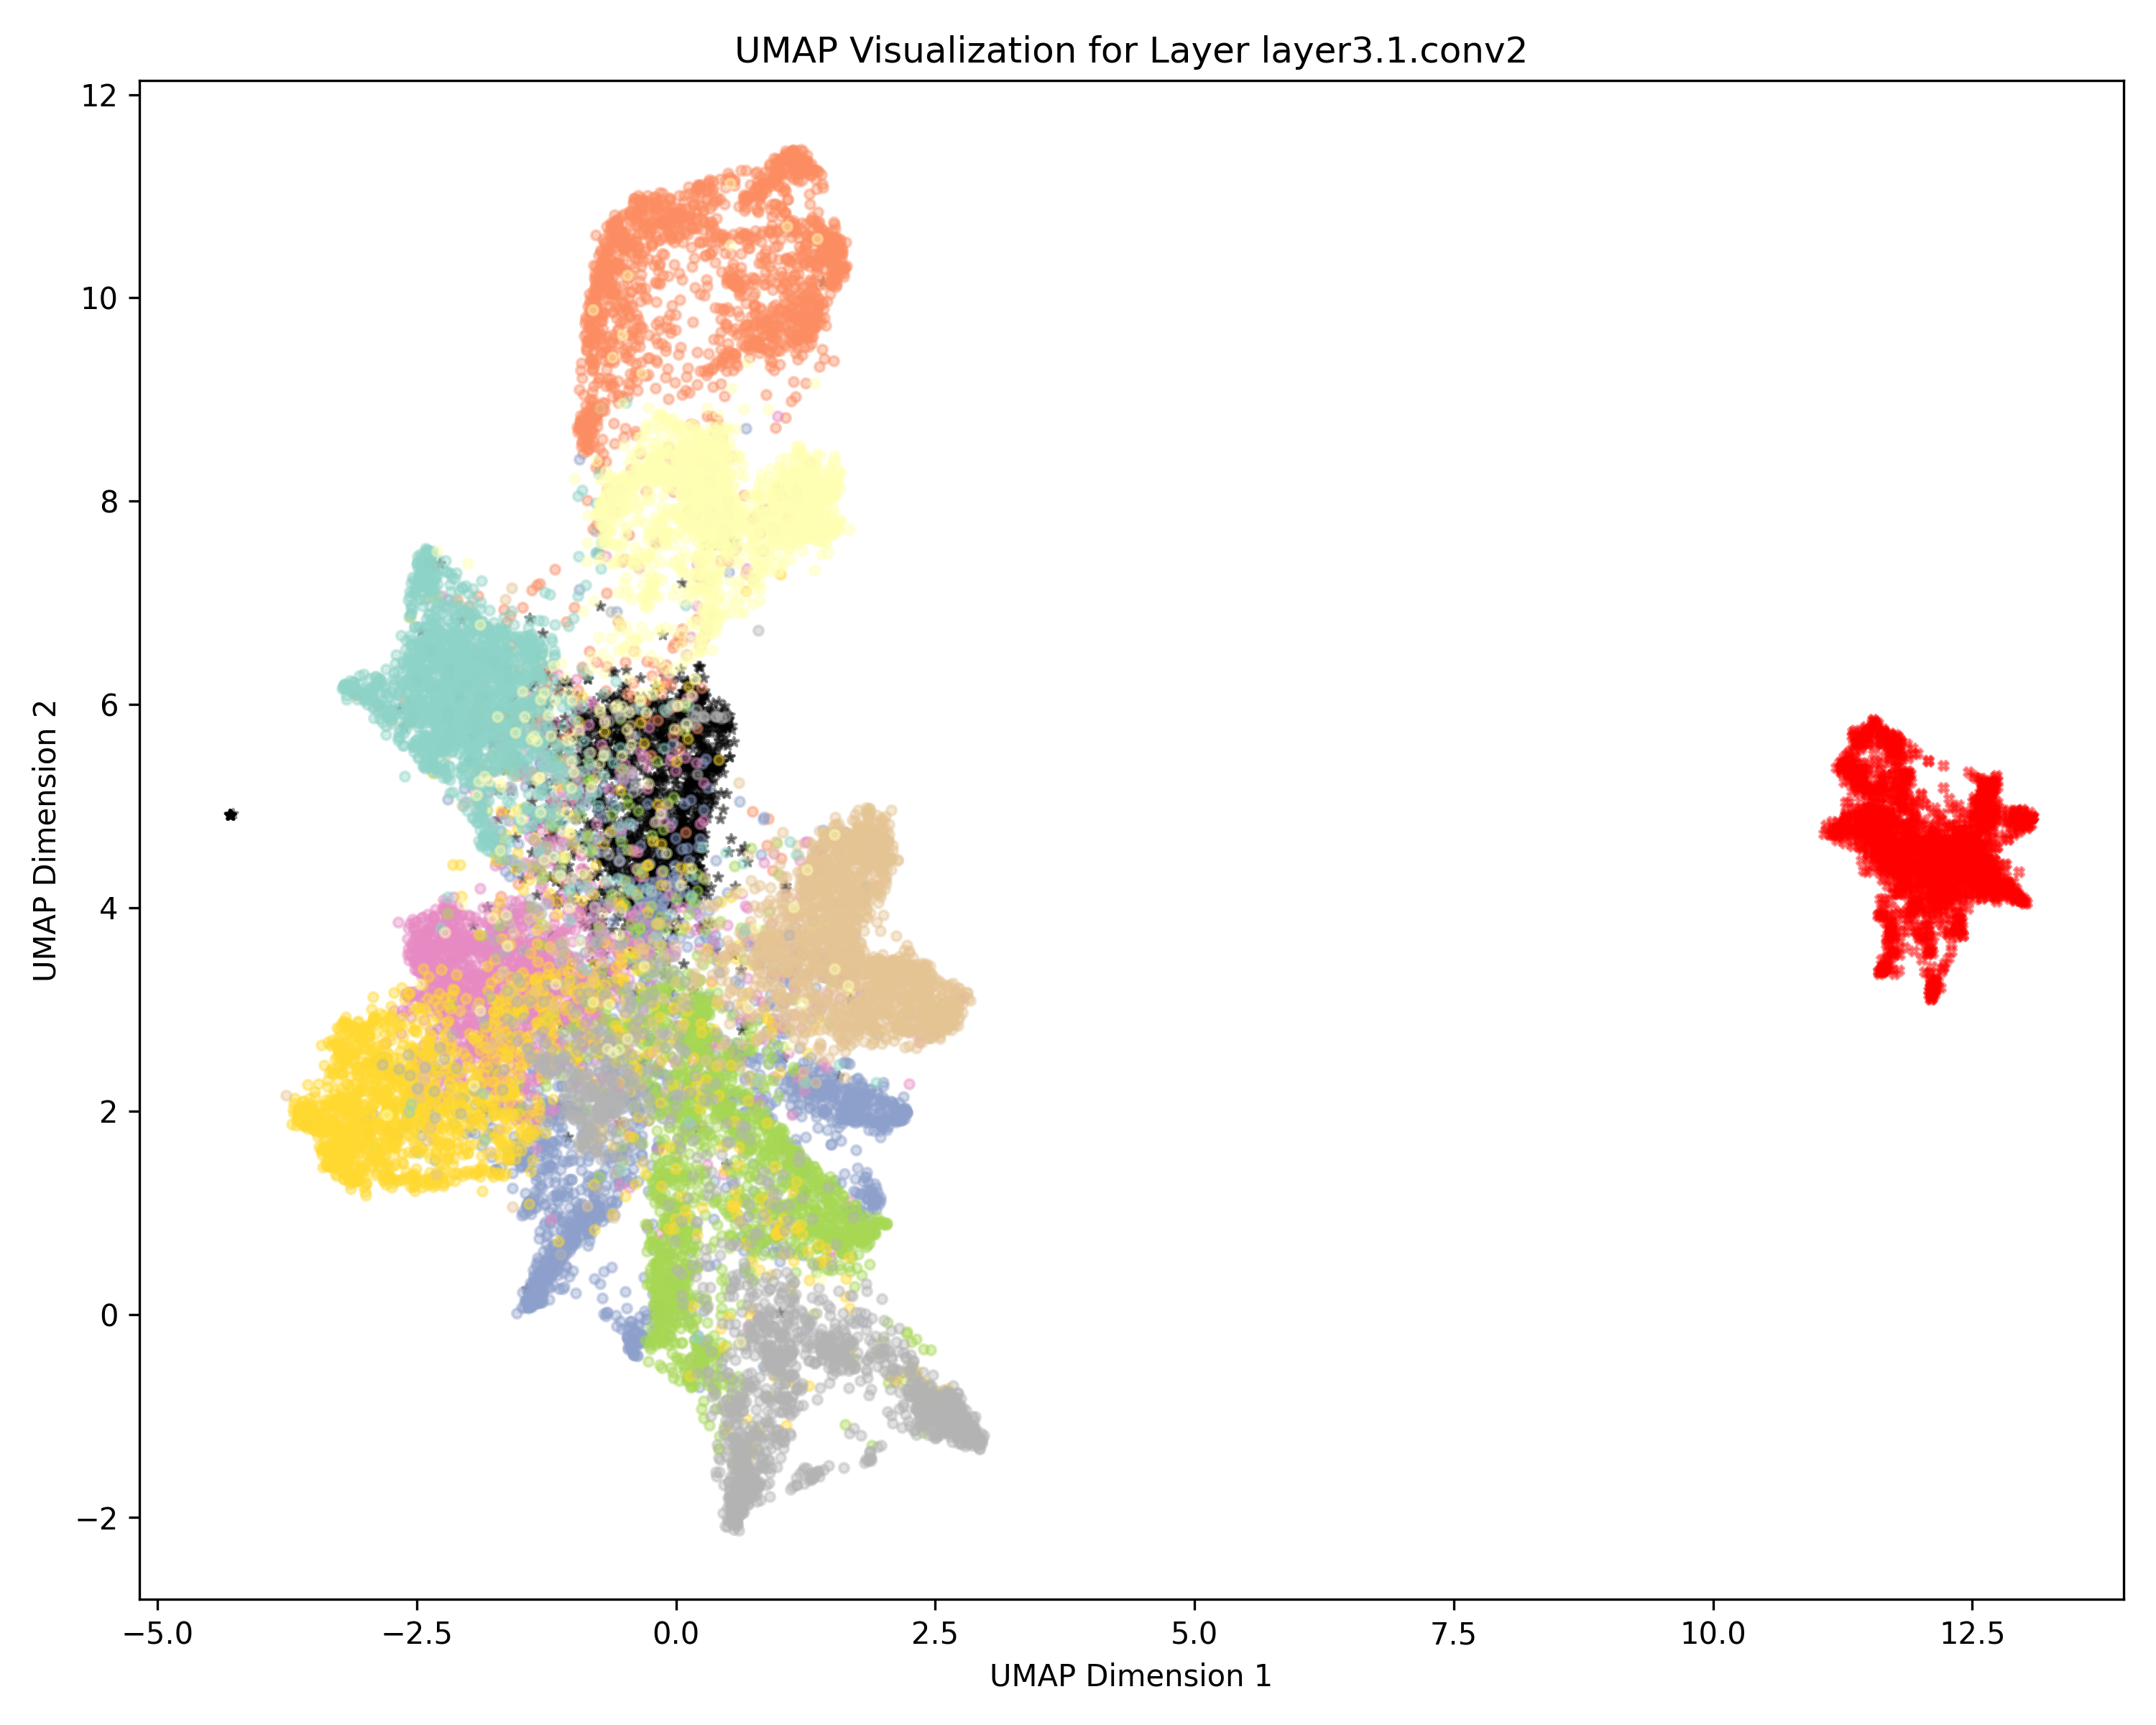 UMAP Visualization for Layer layer3.1.conv2
12
10
8
6
4
2
0
−2
UMAP Dimension 2
−5.0 −2.5 0.0 2.5 5.0 7.5 10.0 12.5
UMAP Dimension 1